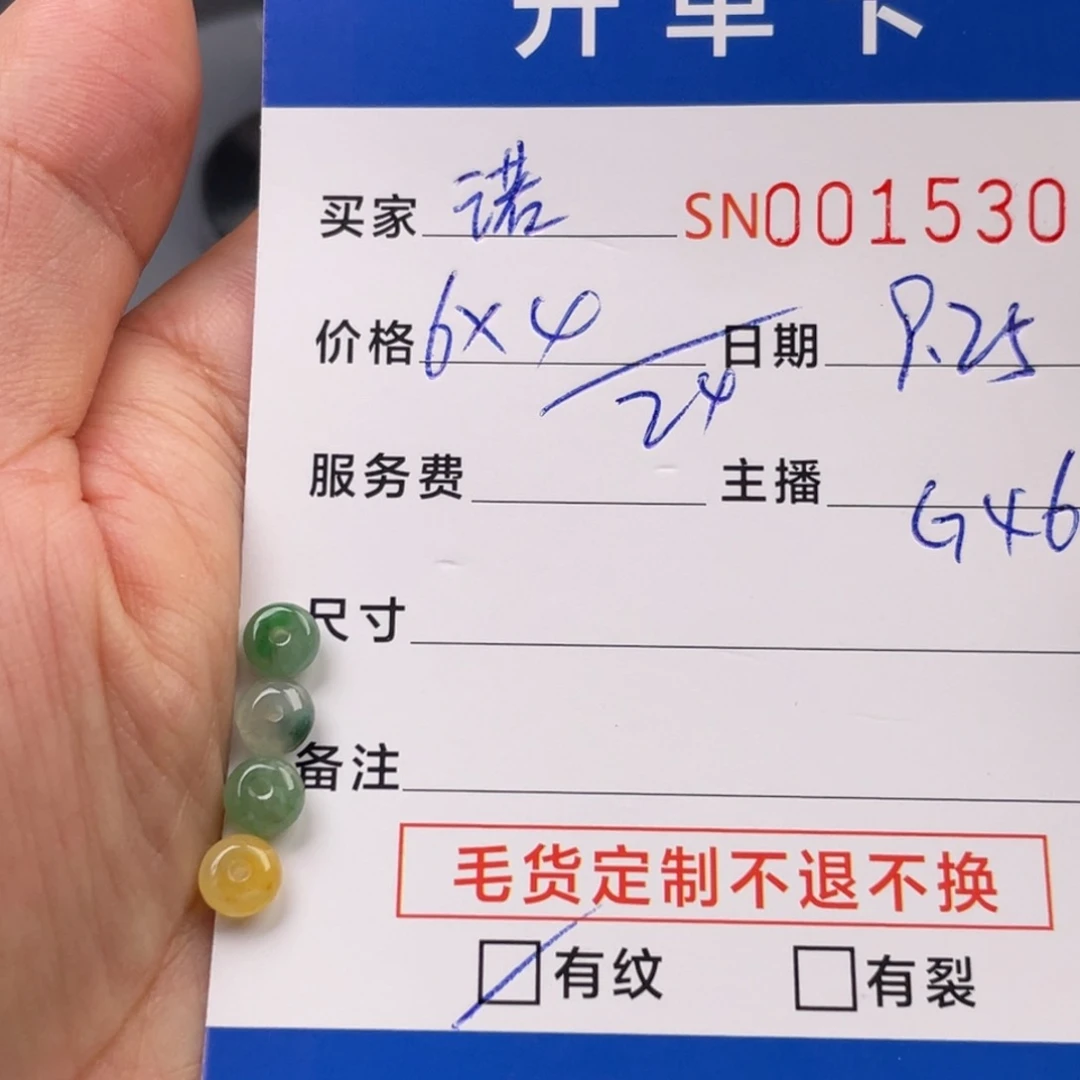 开单卡
买家 诺 SN001530
价格 6×4 日期 9.25
24
服务费 主播 G46
尺寸
备注
毛货定制不退不换
有纹 有裂